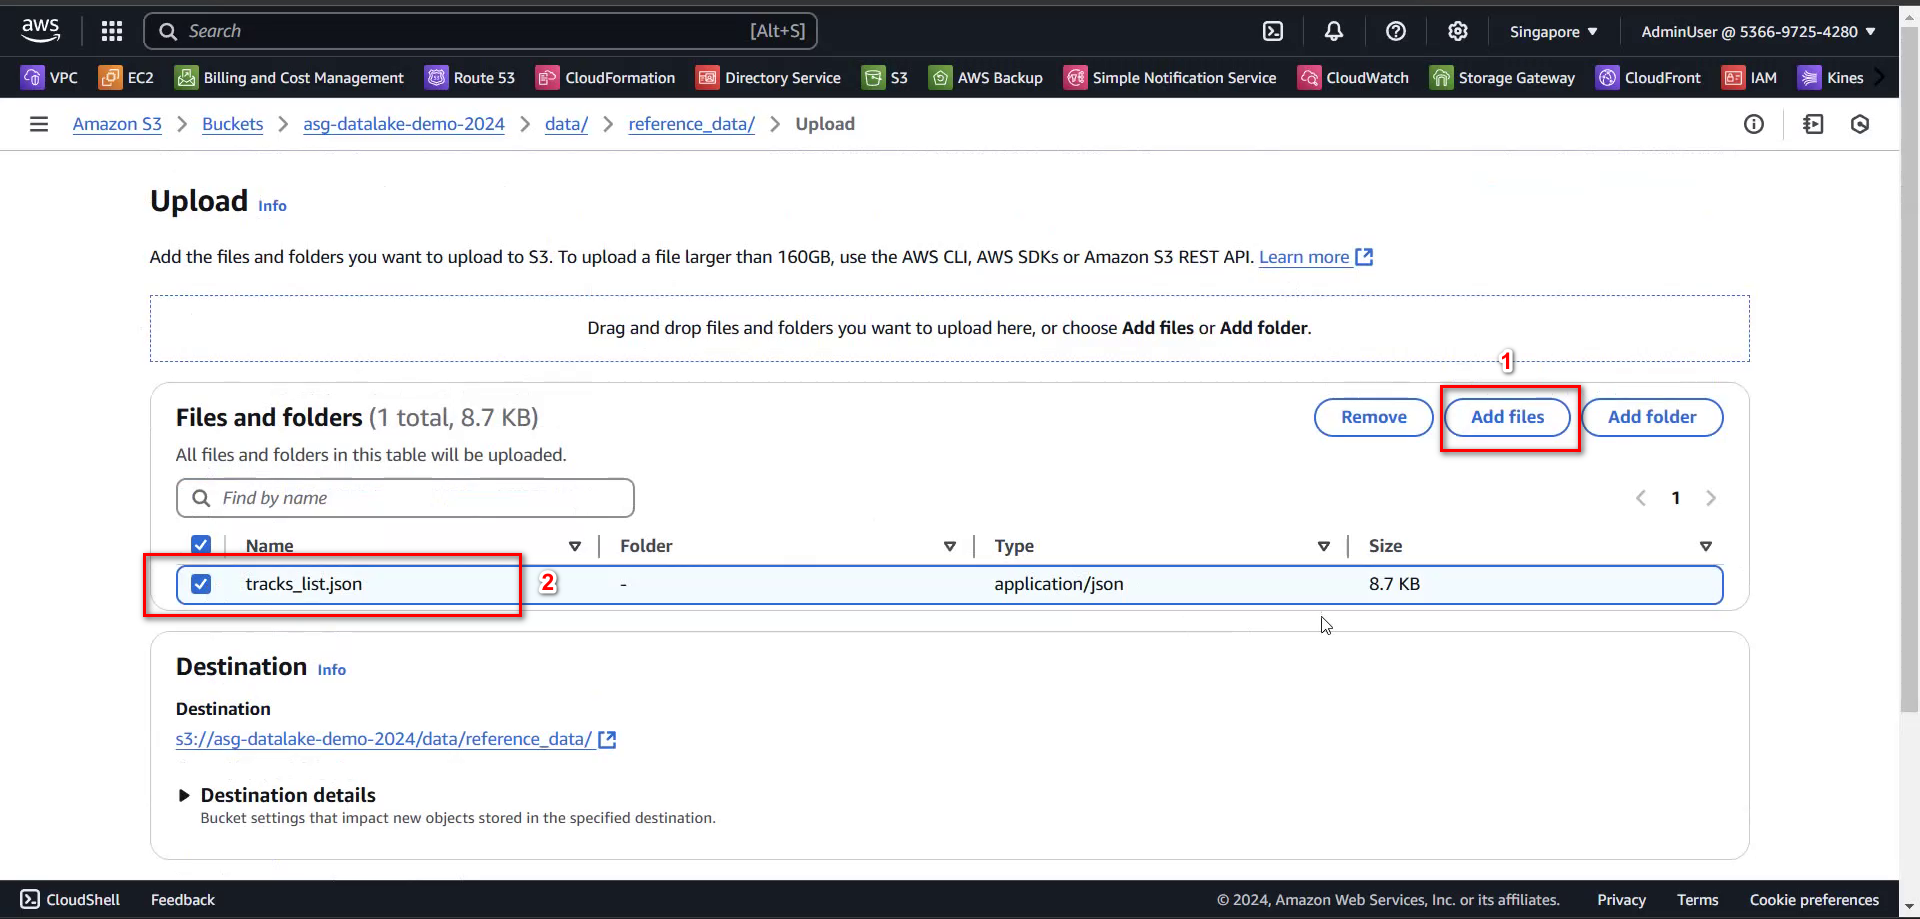 aws
Search [Alt+S]
Singapore ▼
AdminUser @ 5366-9725-4280 ▼
VPC EC2 Billing and Cost Management Route 53 CloudFormation Directory Service S3 AWS Backup Simple Notification Service CloudWatch Storage Gateway CloudFront IAM Kines
Amazon S3 > Buckets > asg-datalake-demo-2024 > data/ > reference_data/ > Upload
Upload Info
Add the files and folders you want to upload to S3. To upload a file larger than 160GB, use the AWS CLI, AWS SDKs or Amazon S3 REST API. Learn more
Drag and drop files and folders you want to upload here, or choose Add files or Add folder.
1
Files and folders (1 total, 8.7 KB)
Remove Add files Add folder
All files and folders in this table will be uploaded.
Find by name
< 1 >
Name Folder Type Size
tracks_list.json 2 - application/json 8.7 KB
Destination Info
Destination
s3://asg-datalake-demo-2024/data/reference_data/
Destination details
Bucket settings that impact new objects stored in the specified destination.
CloudShell Feedback © 2024, Amazon Web Services, Inc. or its affiliates. Privacy Terms Cookie preferences